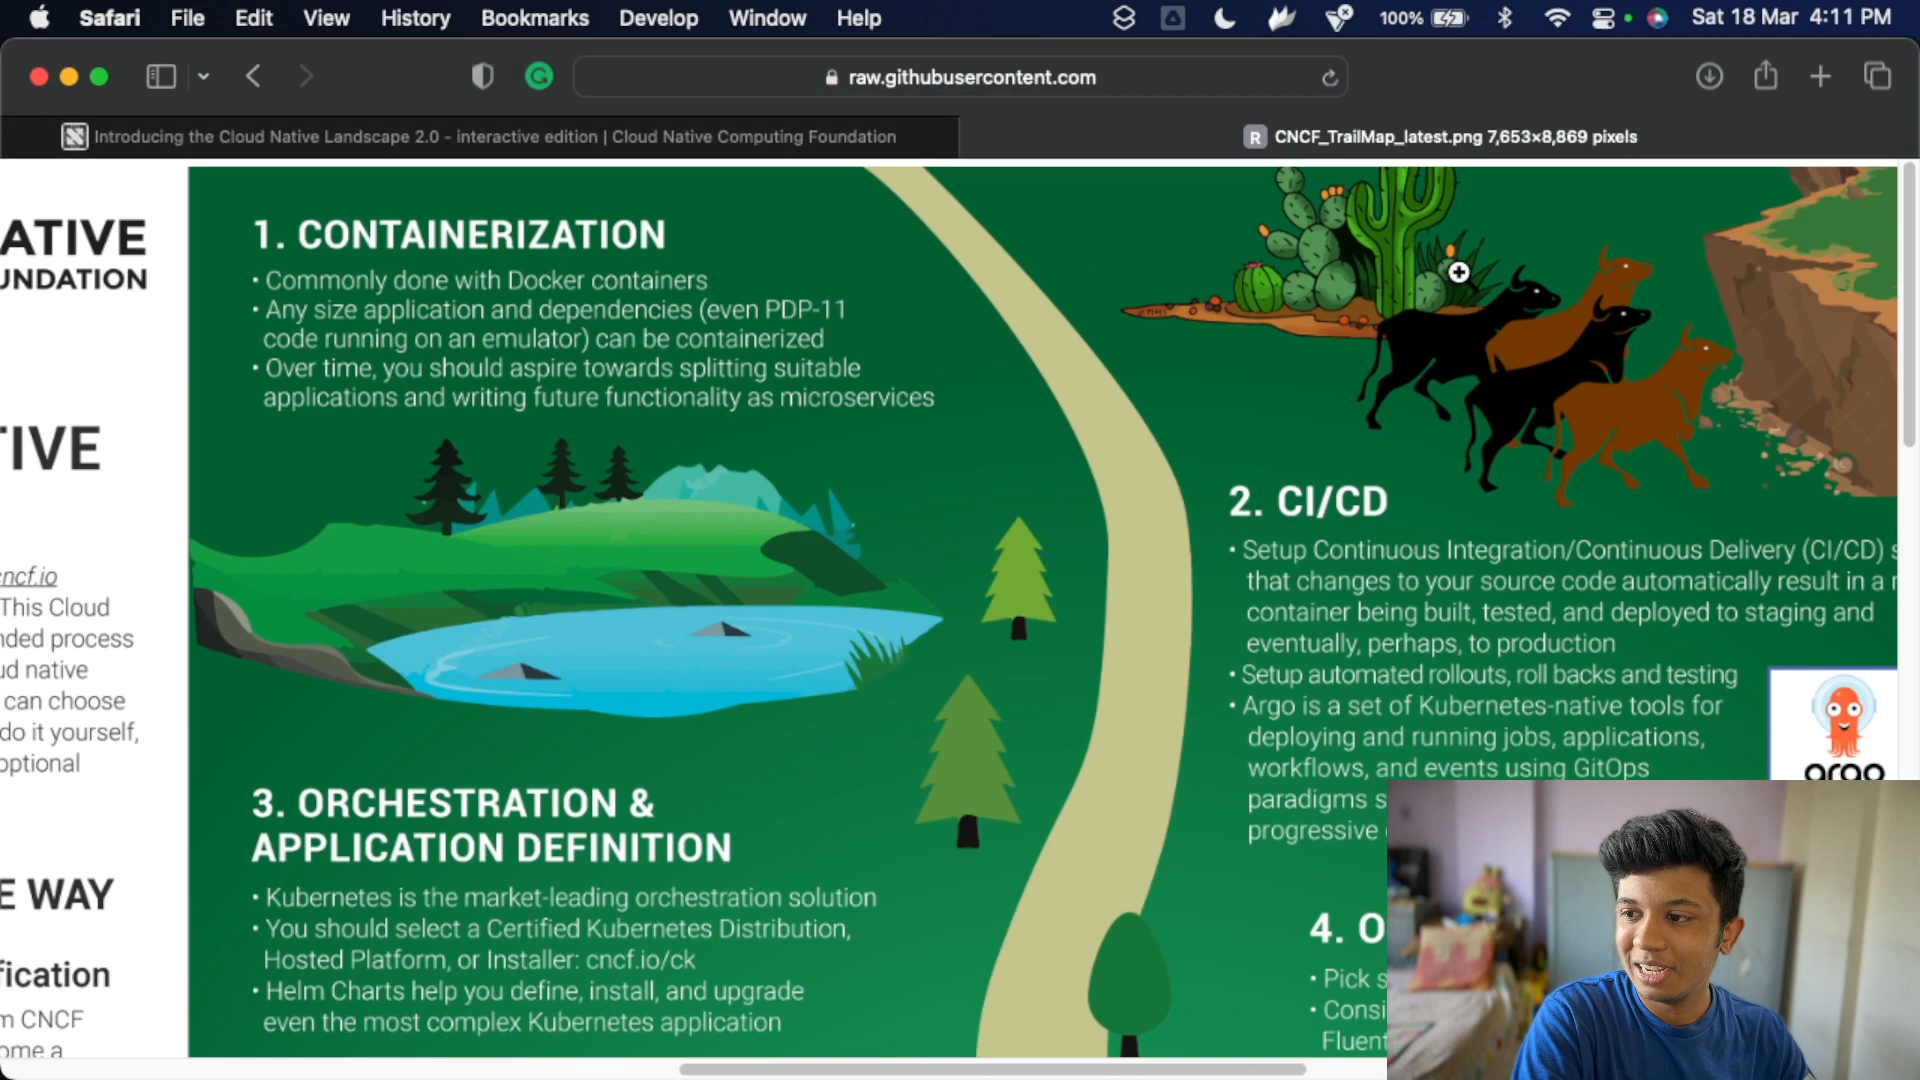 Safari File Edit View History Bookmarks Develop Window Help 100% Sat 18 Mar 4:11 PM
raw.githubusercontent.com
Introducing the Cloud Native Landscape 2.0 - interactive edition | Cloud Native Computing Foundation
R CNCF_TrailMap_latest.png 7,653×8,869 pixels
ATIVE
UNDATION
TIVE
cncf.io
This Cloud
nded process
ud native
can choose
do it yourself,
optional
E WAY
fication
m CNCF
ome a
1. CONTAINERIZATION
• Commonly done with Docker containers
• Any size application and dependencies (even PDP-11
code running on an emulator) can be containerized
• Over time, you should aspire towards splitting suitable
applications and writing future functionality as microservices
2. CI/CD
• Setup Continuous Integration/Continuous Delivery (CI/CD) s
that changes to your source code automatically result in a
container being built, tested, and deployed to staging and
eventually, perhaps, to production
• Setup automated rollouts, roll backs and testing
• Argo is a set of Kubernetes-native tools for
deploying and running jobs, applications,
workflows, and events using GitOps
paradigms s
progressive
argo
3. ORCHESTRATION &
APPLICATION DEFINITION
• Kubernetes is the market-leading orchestration solution
• You should select a Certified Kubernetes Distribution,
Hosted Platform, or Installer: cncf.io/ck
• Helm Charts help you define, install, and upgrade
even the most complex Kubernetes application
4. O
• Pick s
• Consi
Fluent